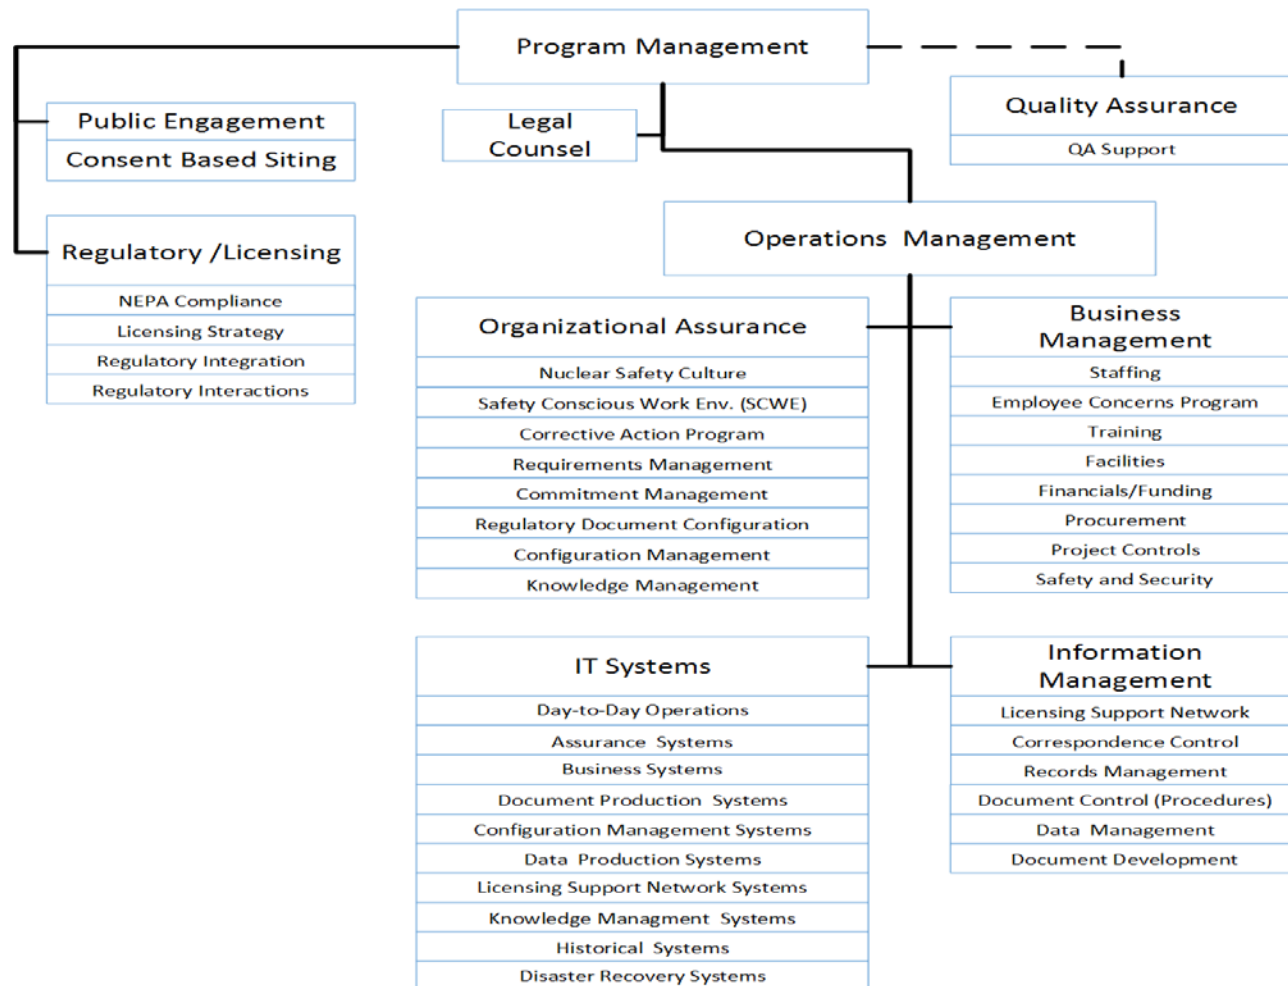 Program Management
Public Engagement
Consent Based Siting
Legal
Counsel
Quality Assurance
QA Support
Operations Management
Regulatory /Licensing
NEPA Compliance
Licensing Strategy
Regulatory Integration
Regulatory Interactions
Organizational Assurance
Nuclear Safety Culture
Safety Conscious Work Env. (SCWE)
Corrective Action Program
Requirements Management
Commitment Management
Regulatory Document Configuration
Configuration Management
Knowledge Management
Business
Management
Staffing
Employee Concerns Program
Training
Facilities
Financials/Funding
Procurement
Project Controls
Safety and Security
IT Systems
Day-to-Day Operations
Assurance Systems
Business Systems
Document Production Systems
Configuration Management Systems
Data Production Systems
Licensing Support Network Systems
Knowledge Managment Systems
Historical Systems
Disaster Recovery Systems
Information
Management
Licensing Support Network
Correspondence Control
Records Management
Document Control (Procedures)
Data Management
Document Development